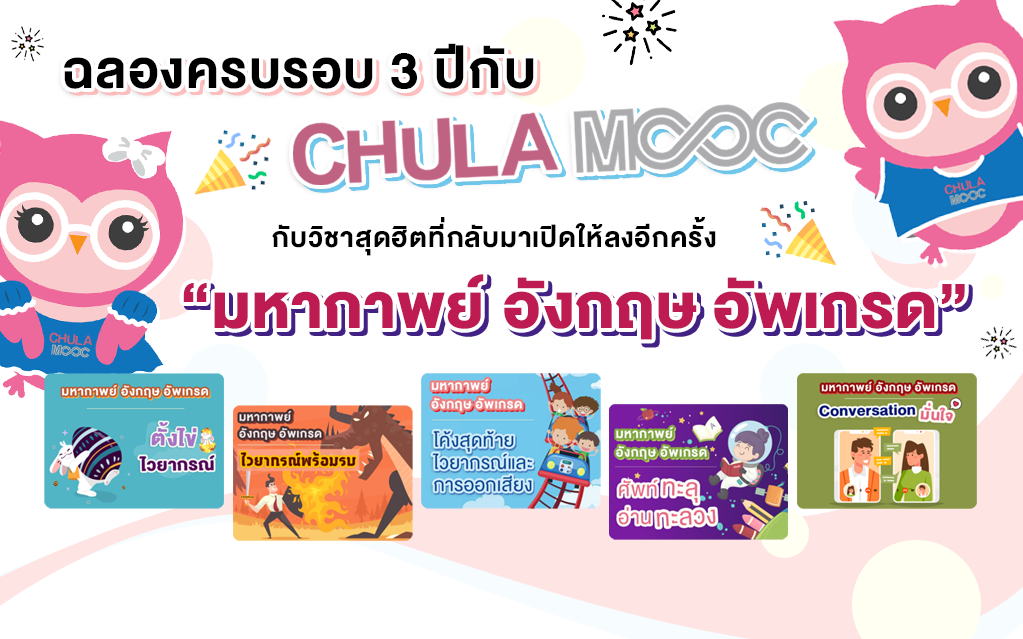 ฉลองครบรอบ 3 ปีกับ
CHULA MOOC
กับวิชาสุดฮิตที่กลับมาเปิดให้ลงอีกครั้ง
“มหากาพย์ อังกฤษ อัพเกรด”
CHULA
MOOC
CHULA
MOOC
มหากาพย์ อังกฤษ อัพเกรด
ตั้งไข่
ไวยากรณ์
มหากาพย์
อังกฤษ อัพเกรด
ไวยากรณ์พร้อมรบ
มหากาพย์
อังกฤษ อัพเกรด
โค้งสุดท้าย
ไวยากรณ์และ
การออกเสียง
มหากาพย์
อังกฤษ อัพเกรด
ศัพท์ทะลุ
อ่านทะลวง
มหากาพย์ อังกฤษ อัพเกรด
Conversation มั่นใจ